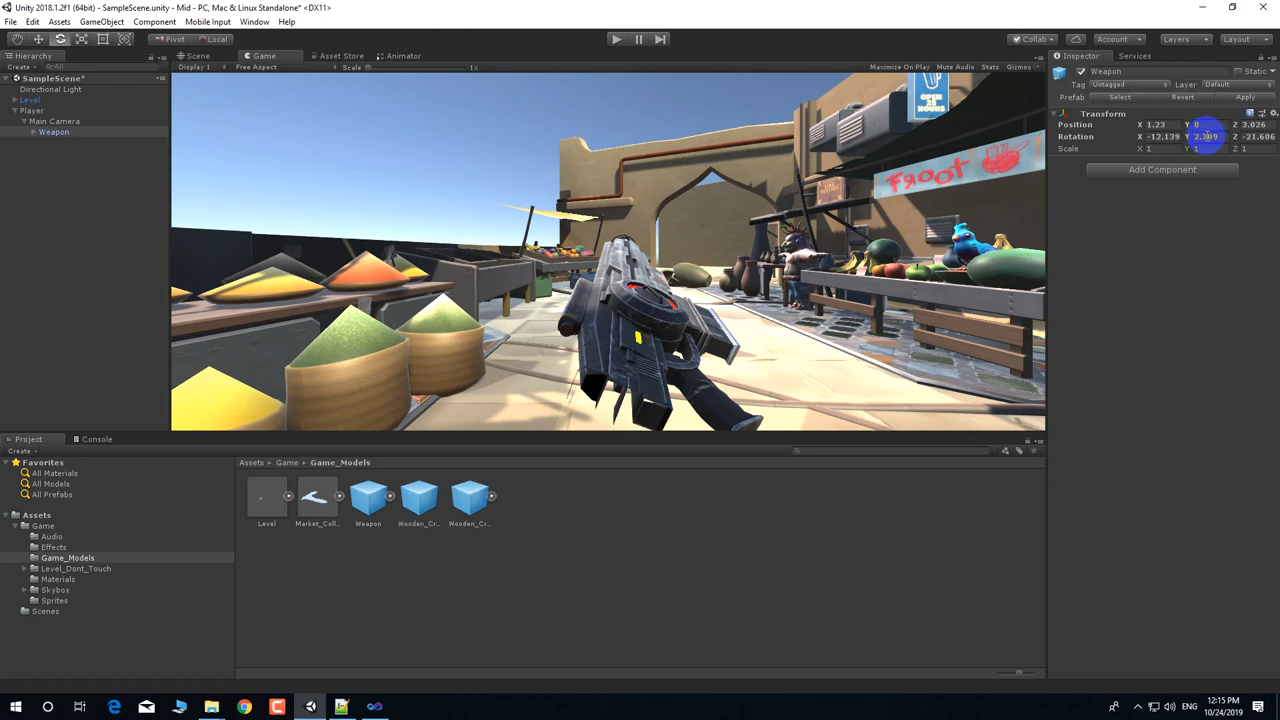 Unity 2018.1.2f1 (64bit) - SampleScene.unity - Mid - PC, Mac & Linux Standalone* <DX11>
File Edit Assets GameObject Component Mobile Input Window Help
Pivot Local Collab Account Layers Layout
Hierarchy Scene Game Asset Store Animator Inspector Services
Create All Display 1 Free Aspect Scale 1x Maximize On Play Mute Audio Stats Gizmos Weapon Static
SampleScene*
Tag Untagged Layer Default
Directional Light
Prefab Select Revert Apply
Level
Player
Transform
Main Camera
Position X 1.23 Y 0 Z 3.026
Weapon
Rotation X -12.139 Y 2.309 Z -21.606
Scale X 1 Y 1 Z 1
Add Component
OPEN
25
HOURS
FROOT
Project Console
Create
Favorites
Assets Game Game_Models
All Materials
All Models
All Prefabs
Assets
Game
Level Market_Coll... Weapon Wooden_Cr... Wooden_Cr...
Audio
Effects
Game_Models
Level_Dont_Touch
Materials
Skybox
Sprites
Scenes
ENG
12:15 PM
10/24/2019